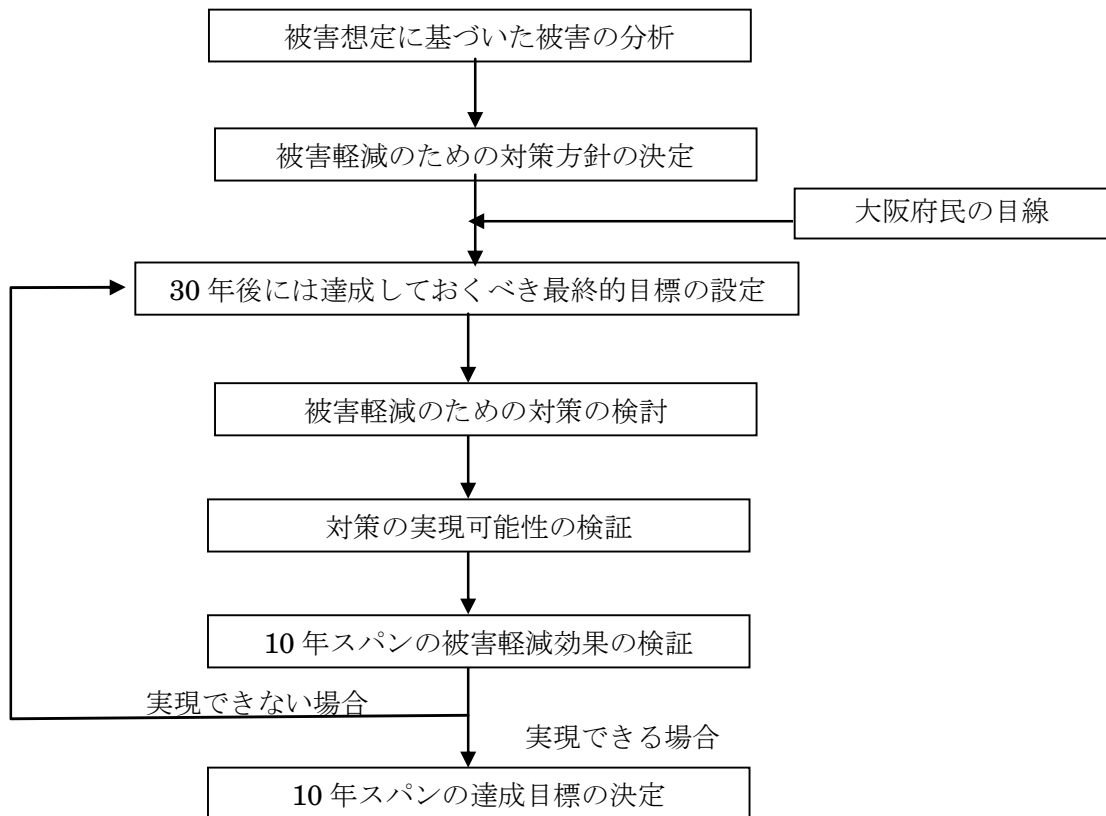 被害想定に基づいた被害の分析
被害軽減のための対策方針の決定
大阪府民の目線
30 年後には達成しておくべき最終的目標の設定
被害軽減のための対策の検討
対策の実現可能性の検証
10 年スパンの被害軽減効果の検証
実現できない場合
実現できる場合
10 年スパンの達成目標の決定